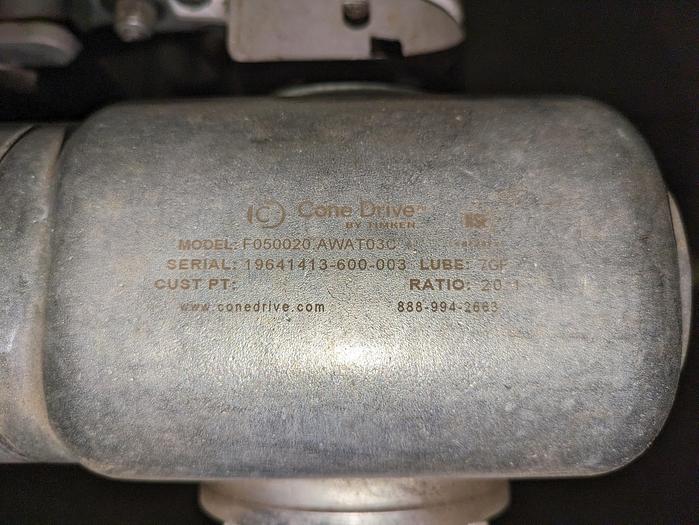 Cone Drive
BY TIMKEN
MODEL: F050020.AWAT03C
SERIAL: 19641413-600-003 LUBE: 7GF
CUST PT: RATIO: 20:1
www.conedrive.com 888-994-2663